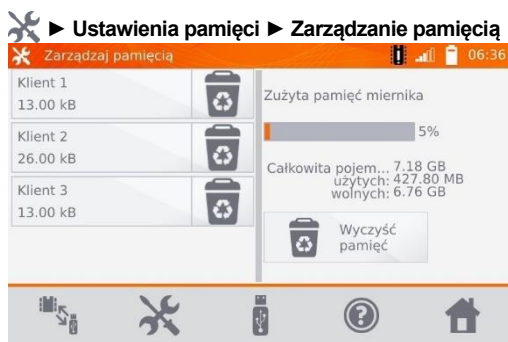 ► Ustawienia pamięci ► Zarządzanie pamięcią
Zarządzaj pamięcią 06:36
Klient 1
13.00 kB
Klient 2
26.00 kB
Klient 3
13.00 kB
Zużyta pamięć miernika
5%
Całkowita pojem... 7.18 GB
użytych: 427.80 MB
wolnych: 6.76 GB
Wyczyść
pamięć